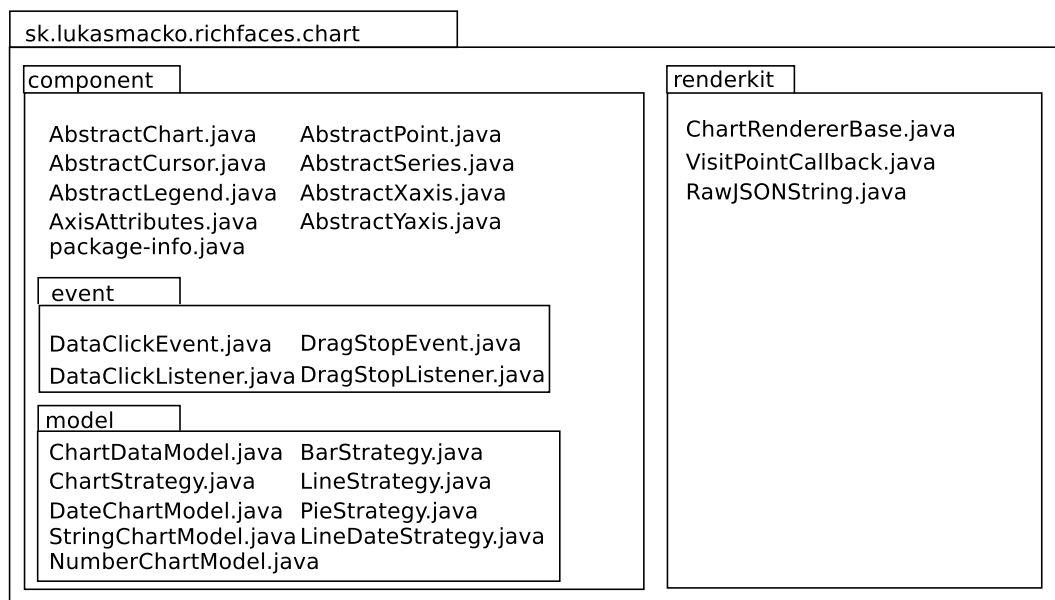 sk.lukasmacko.richfaces.chart
component
AbstractChart.java AbstractPoint.java
AbstractCursor.java AbstractSeries.java
AbstractLegend.java AbstractXaxis.java
AxisAttributes.java AbstractYaxis.java
package-info.java
event
DataClickEvent.java DragStopEvent.java
DataClickListener.java DragStopListener.java
model
ChartDataModel.java BarStrategy.java
ChartStrategy.java LineStrategy.java
DateChartModel.java PieStrategy.java
StringChartModel.java LineDateStrategy.java
NumberChartModel.java
renderkit
ChartRendererBase.java
VisitPointCallback.java
RawJSONString.java